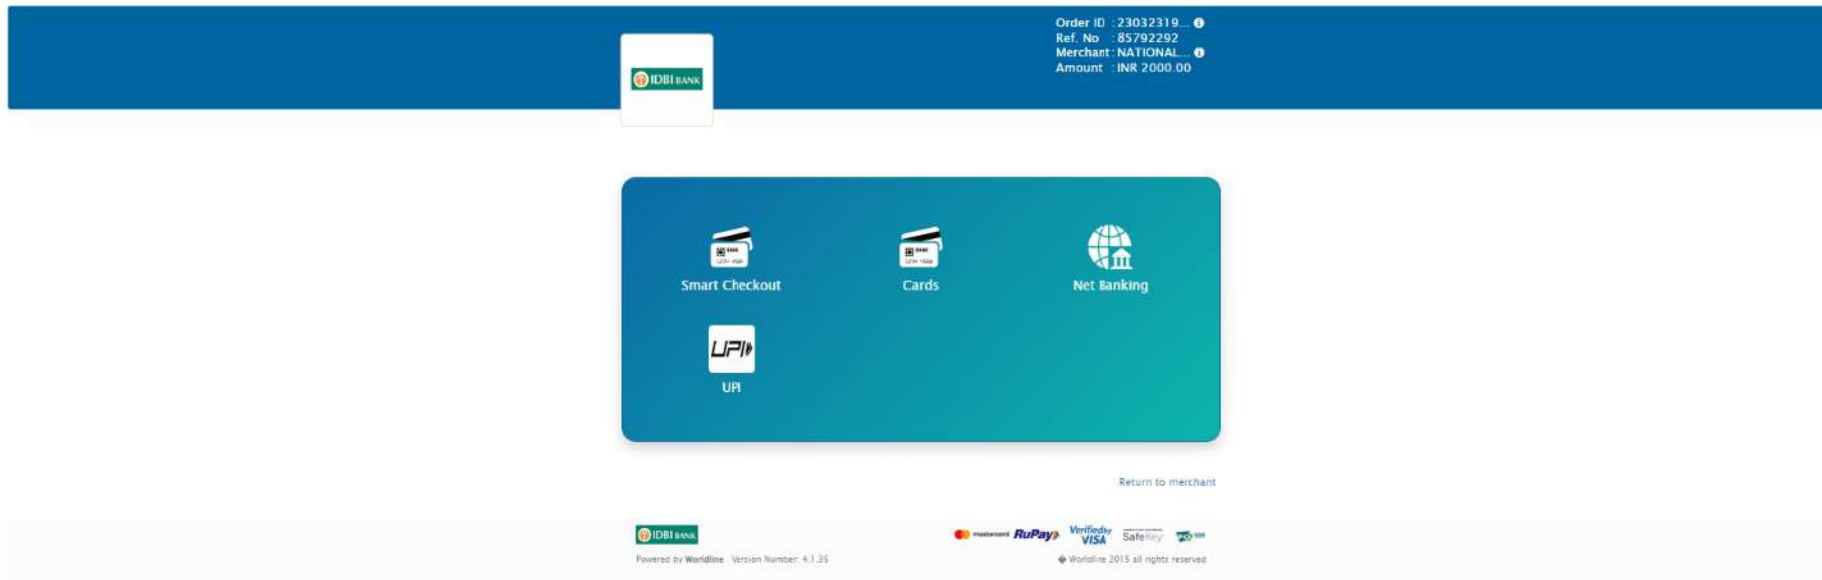 Order ID : 23032319...
Ref. No : 85792292
Merchant : NATIONAL...
Amount : INR 2000.00
IDBI BANK
Smart Checkout
Cards
Net Banking
UPI
UPI
Return to merchant
IDBI BANK
mastercard RuPay Verified by VISA SafeKey
Powered by Worldline Version Number: 4.1.35
� Worldline 2015 all rights reserved